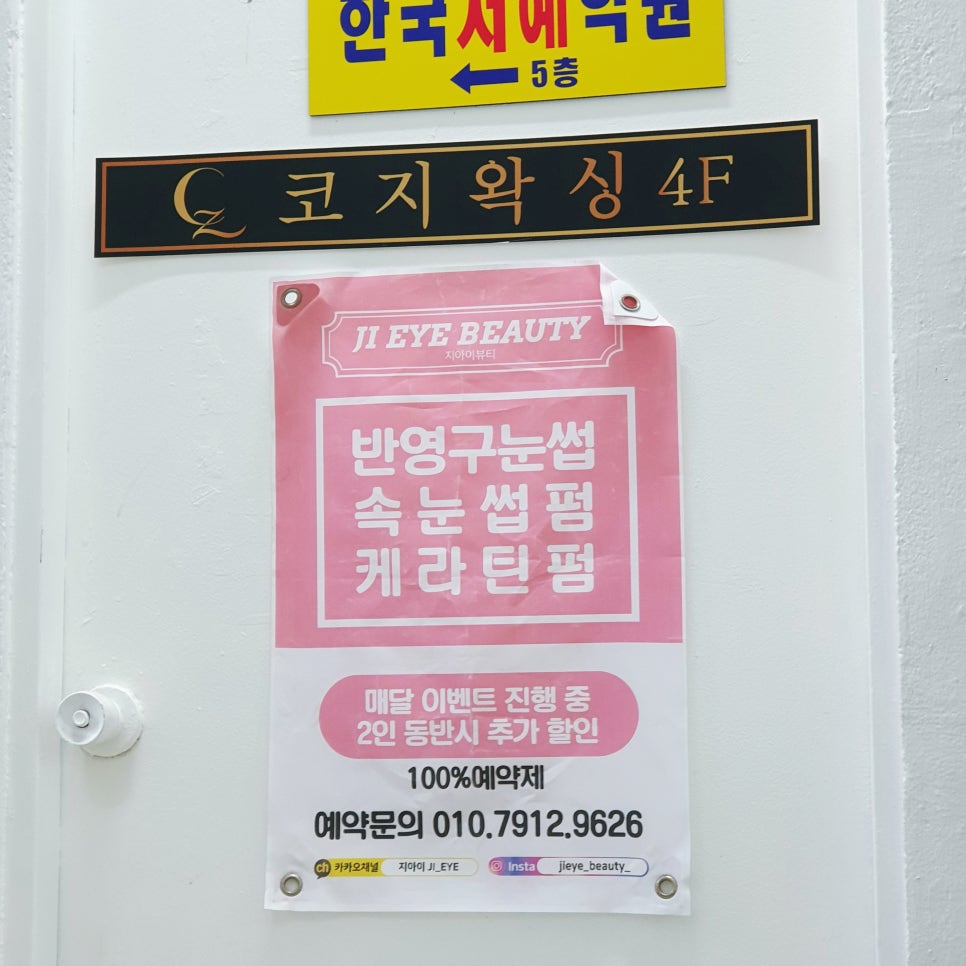 한국서예학원
← 5층
CZ 코지왁싱 4F
JI EYE BEAUTY
지아이뷰티
반영구눈썹
속눈썹펌
케라틴펌
매달 이벤트 진행 중
2인 동반시 추가 할인
100%예약제
예약문의 010.7912.9626
ch 카카오채널 지아이 JI_EYE Insta jieye_beauty_